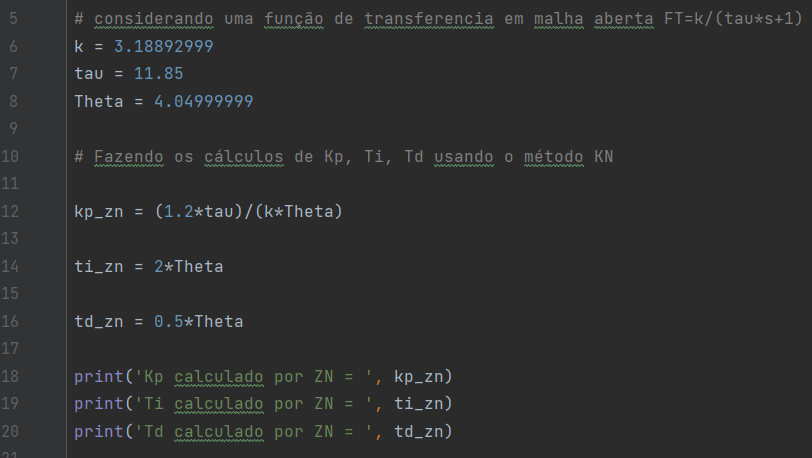 5 # considerando uma função de transferencia em malha aberta FT=k/(tau*s+1)
6 k = 3.18892999
7 tau = 11.85
8 Theta = 4.04999999
9
10 # Fazendo os cálculos de Kp, Ti, Td usando o método KN
11
12 kp_zn = (1.2*tau)/(k*Theta)
13
14 ti_zn = 2*Theta
15
16 td_zn = 0.5*Theta
17
18 print('Kp calculado por ZN = ', kp_zn)
19 print('Ti calculado por ZN = ', ti_zn)
20 print('Td calculado por ZN = ', td_zn)